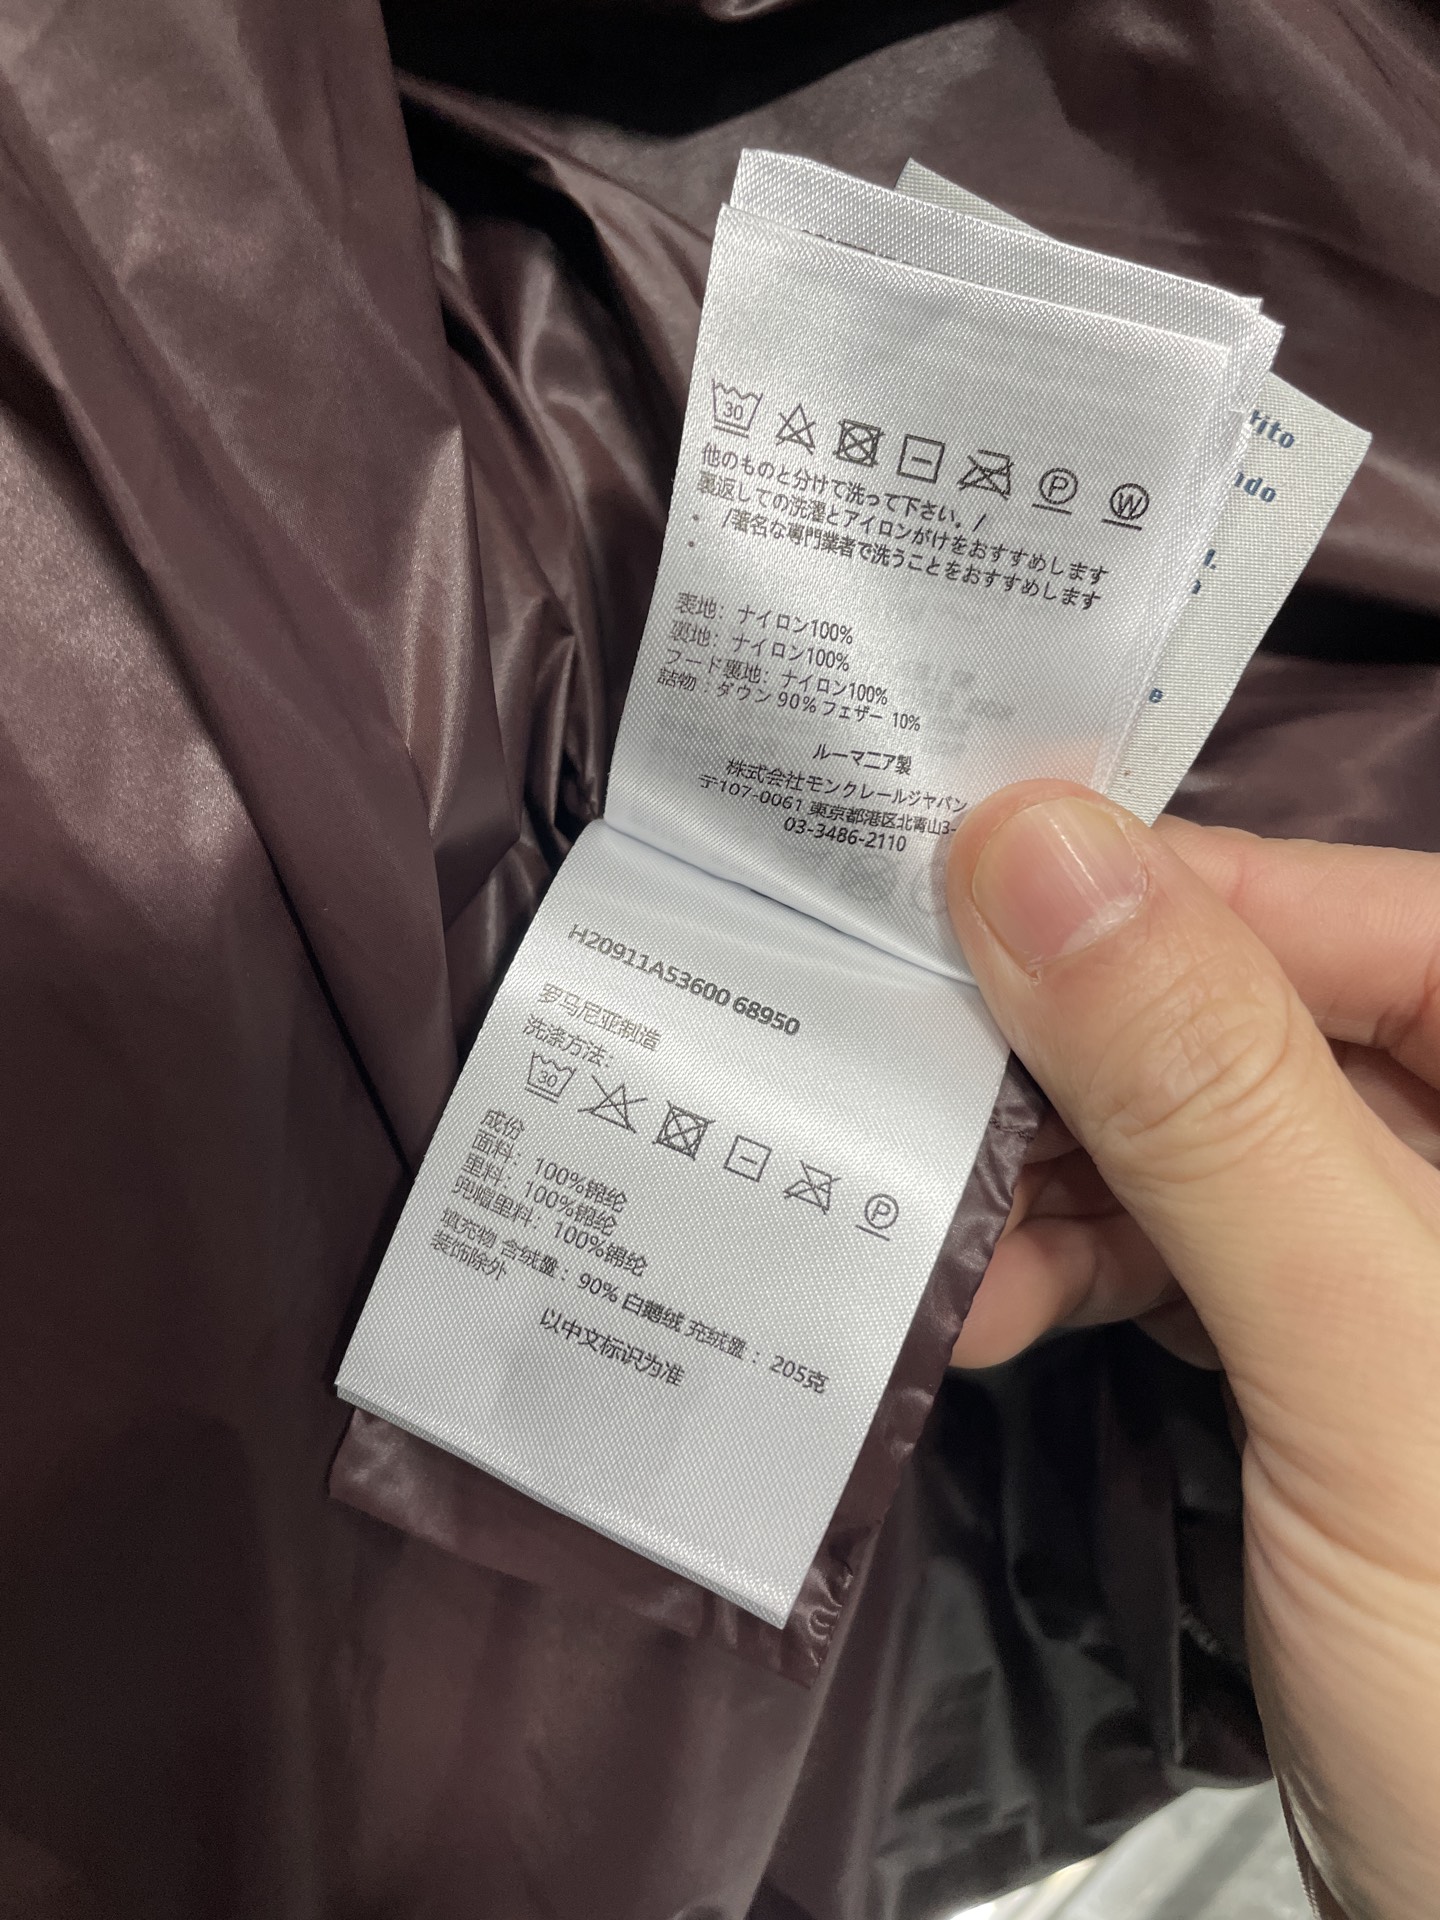 30
P
W
他のものと分けて洗って下さい。/
裏返しての洗濯とアイロンがけをおすすめします
・ /著名な専門業者で洗うことをおすすめします
・
表地: ナイロン100%
裏地: ナイロン100%
フード裏地: ナイロン100%
詰物:ダウン 90% フェザー 10%
ルーマニア製
株式会社モンクレールジャパン
〒107-0061 東京都港区北青山3-
03-3486-2110
H20911A53600 68950
罗马尼亚制造
洗涤方法:
30
P
成份
面料: 100%锦纶
里料: 100%锦纶
兜帽里料: 100%锦纶
填充物 含绒量: 90% 白鹅绒 充绒量: 205克
装饰除外
以中文标识为准